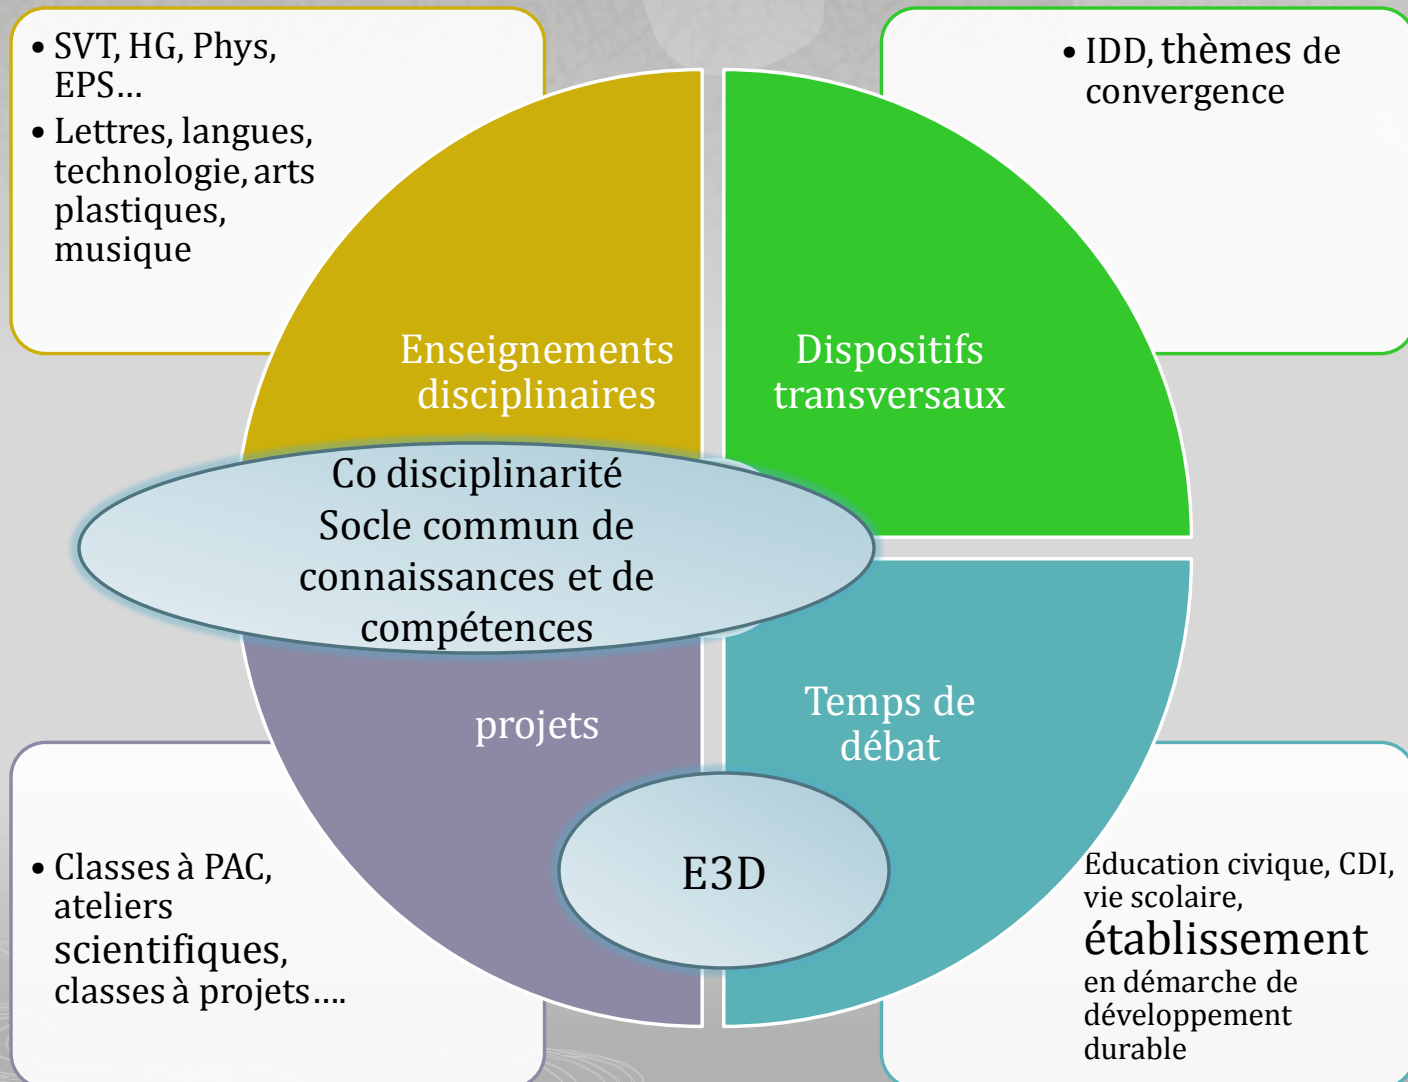 • SVT, HG, Phys,
EPS…
• Lettres, langues,
technologie, arts
plastiques,
musique
• IDD, thèmes de
convergence
Enseignements
disciplinaires
Dispositifs
transversaux
Co disciplinarité
Socle commun de
connaissances et de
compétences
projets
Temps de
débat
E3D
• Classes à PAC,
ateliers
scientifiques,
classes à projets….
Education civique, CDI,
vie scolaire,
établissement
en démarche de
développement
durable